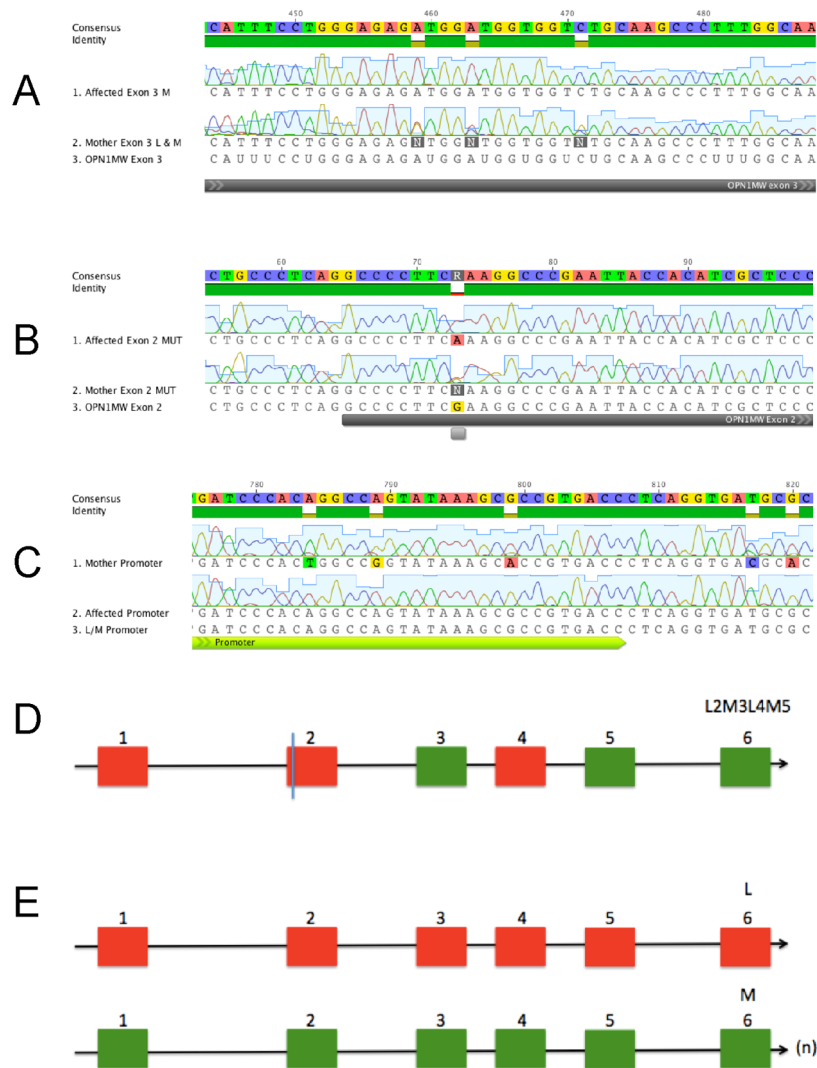 A
450 460 470 480
Consensus CATTTCCTGGGAGAGATGGATGGTGGTCTGCAAGCCCTTTGGCAA
Identity
1. Affected Exon 3 M CATTTCCTGGGAGAGATGGATGGTGGTCTGCAAGCCCTTTGGCAA
2. Mother Exon 3 L & M CATTTCCTGGGAGAGNTGGNTGGTGGTNTGCAAGCCCTTTGGCAA
3. OPN1MW Exon 3 CAUUUCCUGGGAGAGAUGGAUGGUGGUCUGCAAGCCCUUUGGCAA
OPN1MW exon 3
B
60 70 80 90
Consensus CTGCCCTCAGGCCCCTTCRAAGGCCCGAATTACCACATCGCTCCC
Identity
1. Affected Exon 2 MUT CTGCCCTCAGGCCCCTTCAAAGGCCCGAATTACCACATCGCTCCC
2. Mother Exon 2 MUT CTGCCCTCAGGCCCCTTCNAAGGCCCGAATTACCACATCGCTCCC
3. OPN1MW Exon 2 CTGCCCTCAGGCCCCTTCGAAGGCCCGAATTACCACATCGCTCCC
OPN1MW Exon 2
C
780 790 800 810 820
Consensus TGATCCCACAGGCCAGTATAAAGCGCCGTGACCCTCAGGTGATGCGC
Identity
1. Mother Promoter TGATCCCACTGGCCGGTATAAAGCACCGTGACCCTCAGGTGACGCAC
2. Affected Promoter TGATCCCACAGGCCAGTATAAAGCGCCGTGACCCTCAGGTGATGCGC
3. L/M Promoter TGATCCCACAGGCCAGTATAAAGCGCCGTGACCCTCAGGTGATGCGC
Promoter
D
L2M3L4M5
1 2 3 4 5 6
E
L
1 2 3 4 5 6
M
1 2 3 4 5 6
(n)